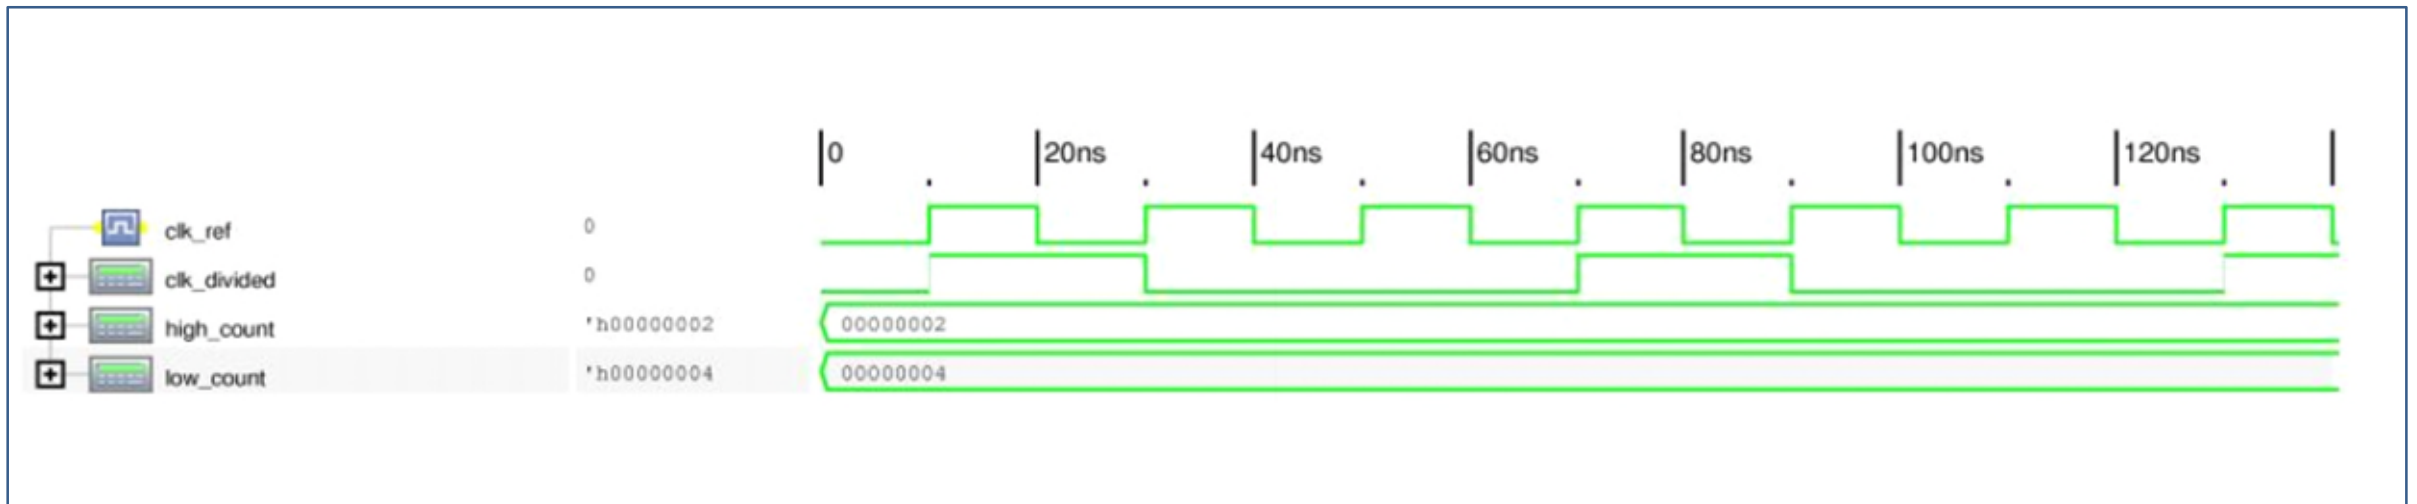 0 20ns 40ns 60ns 80ns 100ns 120ns
clk_ref 0
clk_divided 0
high_count 'h00000002 00000002
low_count 'h00000004 00000004